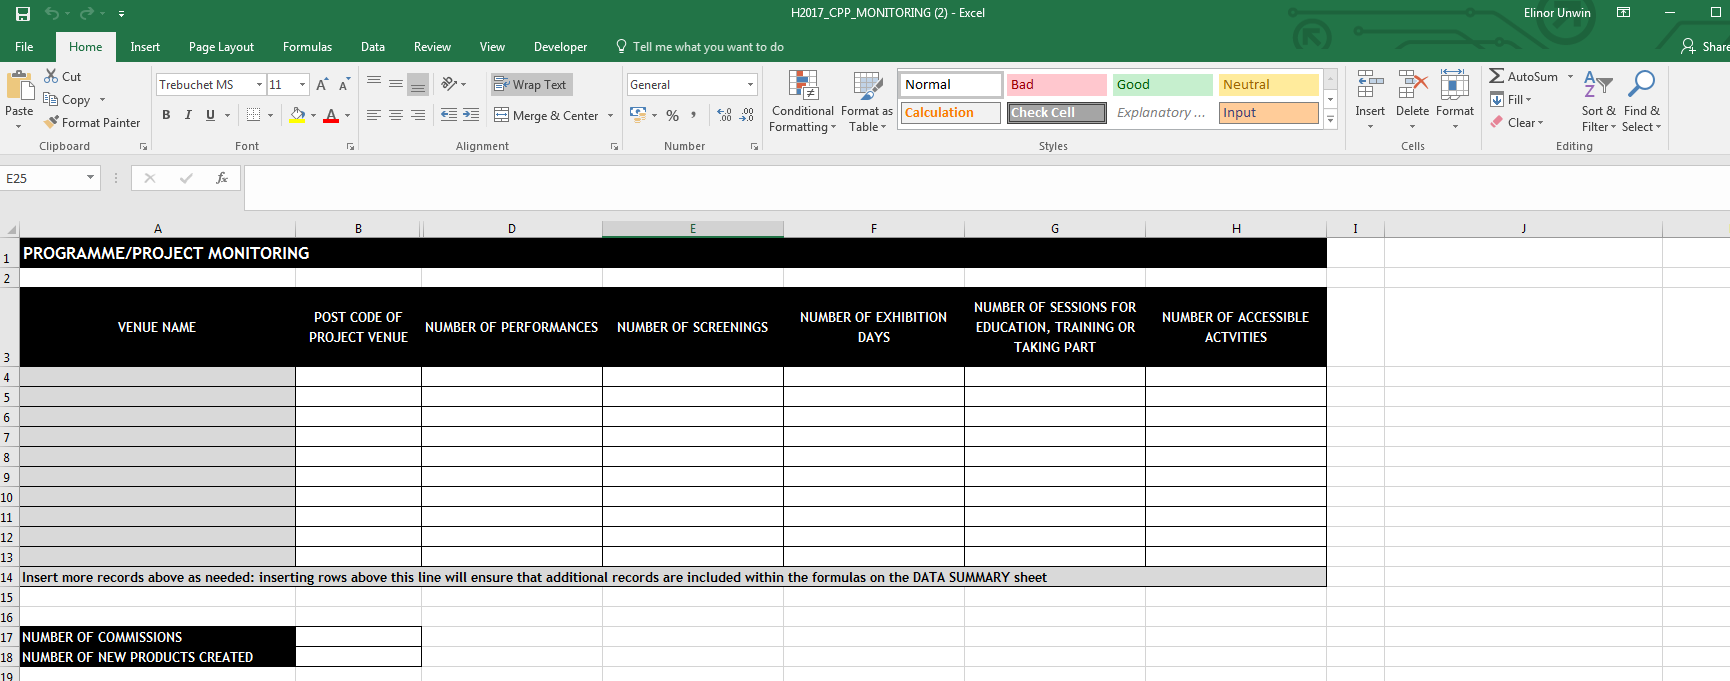 H2017_CPP_MONITORING (2) - Excel
Elinor Unwin
File Home Insert Page Layout Formulas Data Review View Developer Tell me what you want to do
Share
Paste
Cut
Copy
Format Painter
Clipboard
Trebuchet MS 11
B I U
Font
Wrap Text
Merge & Center
Alignment
General
Number
Conditional Formatting
Format as Table
Normal Bad Good Neutral
Calculation Check Cell Explanatory ... Input
Styles
Insert Delete Format
Cells
AutoSum
Fill
Clear
Sort & Filter
Find & Select
Editing
E25
fx
A B D E F G H I J
1 PROGRAMME/PROJECT MONITORING
2
3
VENUE NAME
POST CODE OF
PROJECT VENUE
NUMBER OF PERFORMANCES
NUMBER OF SCREENINGS
NUMBER OF EXHIBITION
DAYS
NUMBER OF SESSIONS FOR
EDUCATION, TRAINING OR
TAKING PART
NUMBER OF ACCESSIBLE
ACTVITIES
4
5
6
7
8
9
10
11
12
13
14 Insert more records above as needed: inserting rows above this line will ensure that additional records are included within the formulas on the DATA SUMMARY sheet
15
16
17 NUMBER OF COMMISSIONS
18 NUMBER OF NEW PRODUCTS CREATED
19